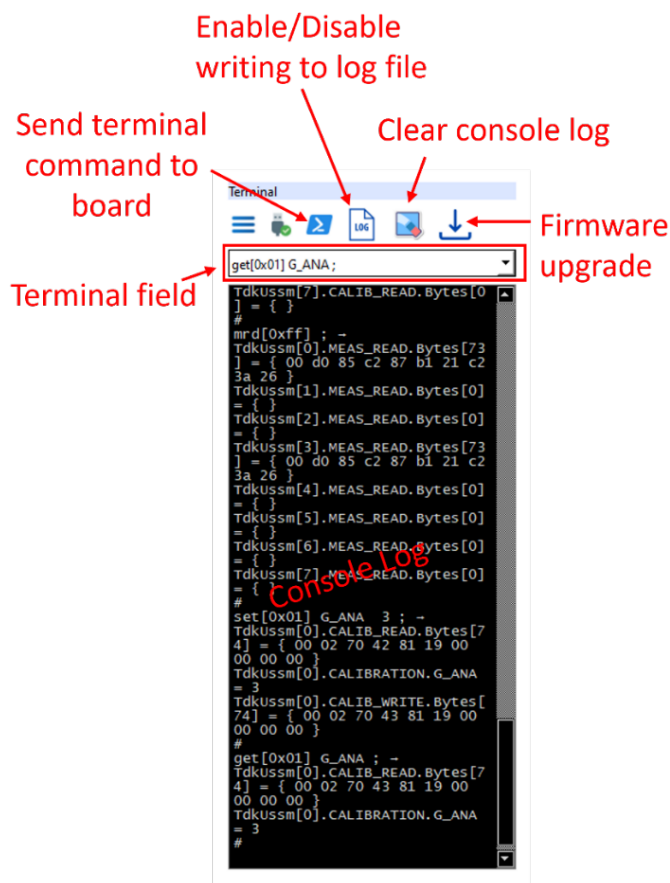 Enable/Disable
writing to log file
Send terminal
command to
board
Clear console log
Terminal
LOG
Firmware
upgrade
get[0x01] G_ANA ;
Terminal field
TdkUssm[7].CALIB_READ.Bytes[0
] = { }
#
mrd[0xff] ; →
TdkUssm[0].MEAS_READ.Bytes[73
] = { 00 d0 85 c2 87 b1 21 c2
3a 26 }
TdkUssm[1].MEAS_READ.Bytes[0]
= { }
TdkUssm[2].MEAS_READ.Bytes[0]
= { }
TdkUssm[3].MEAS_READ.Bytes[73
] = { 00 d0 85 c2 87 b1 21 c2
3a 26 }
TdkUssm[4].MEAS_READ.Bytes[0]
= { }
TdkUssm[5].MEAS_READ.Bytes[0]
= { }
TdkUssm[6].MEAS_READ.Bytes[0]
= { }
TdkUssm[7].MEAS_READ.Bytes[0]
= { }
Console Log
#
set[0x01] G_ANA  3 ; →
TdkUssm[0].CALIB_READ.Bytes[7
4] = { 00 02 70 42 81 19 00
00 00 00 }
TdkUssm[0].CALIBRATION.G_ANA
= 3
TdkUssm[0].CALIB_WRITE.Bytes[
74] = { 00 02 70 43 81 19 00
00 00 00 }
#
get[0x01] G_ANA ; →
TdkUssm[0].CALIB_READ.Bytes[7
4] = { 00 02 70 43 81 19 00
00 00 00 }
TdkUssm[0].CALIBRATION.G_ANA
= 3
#